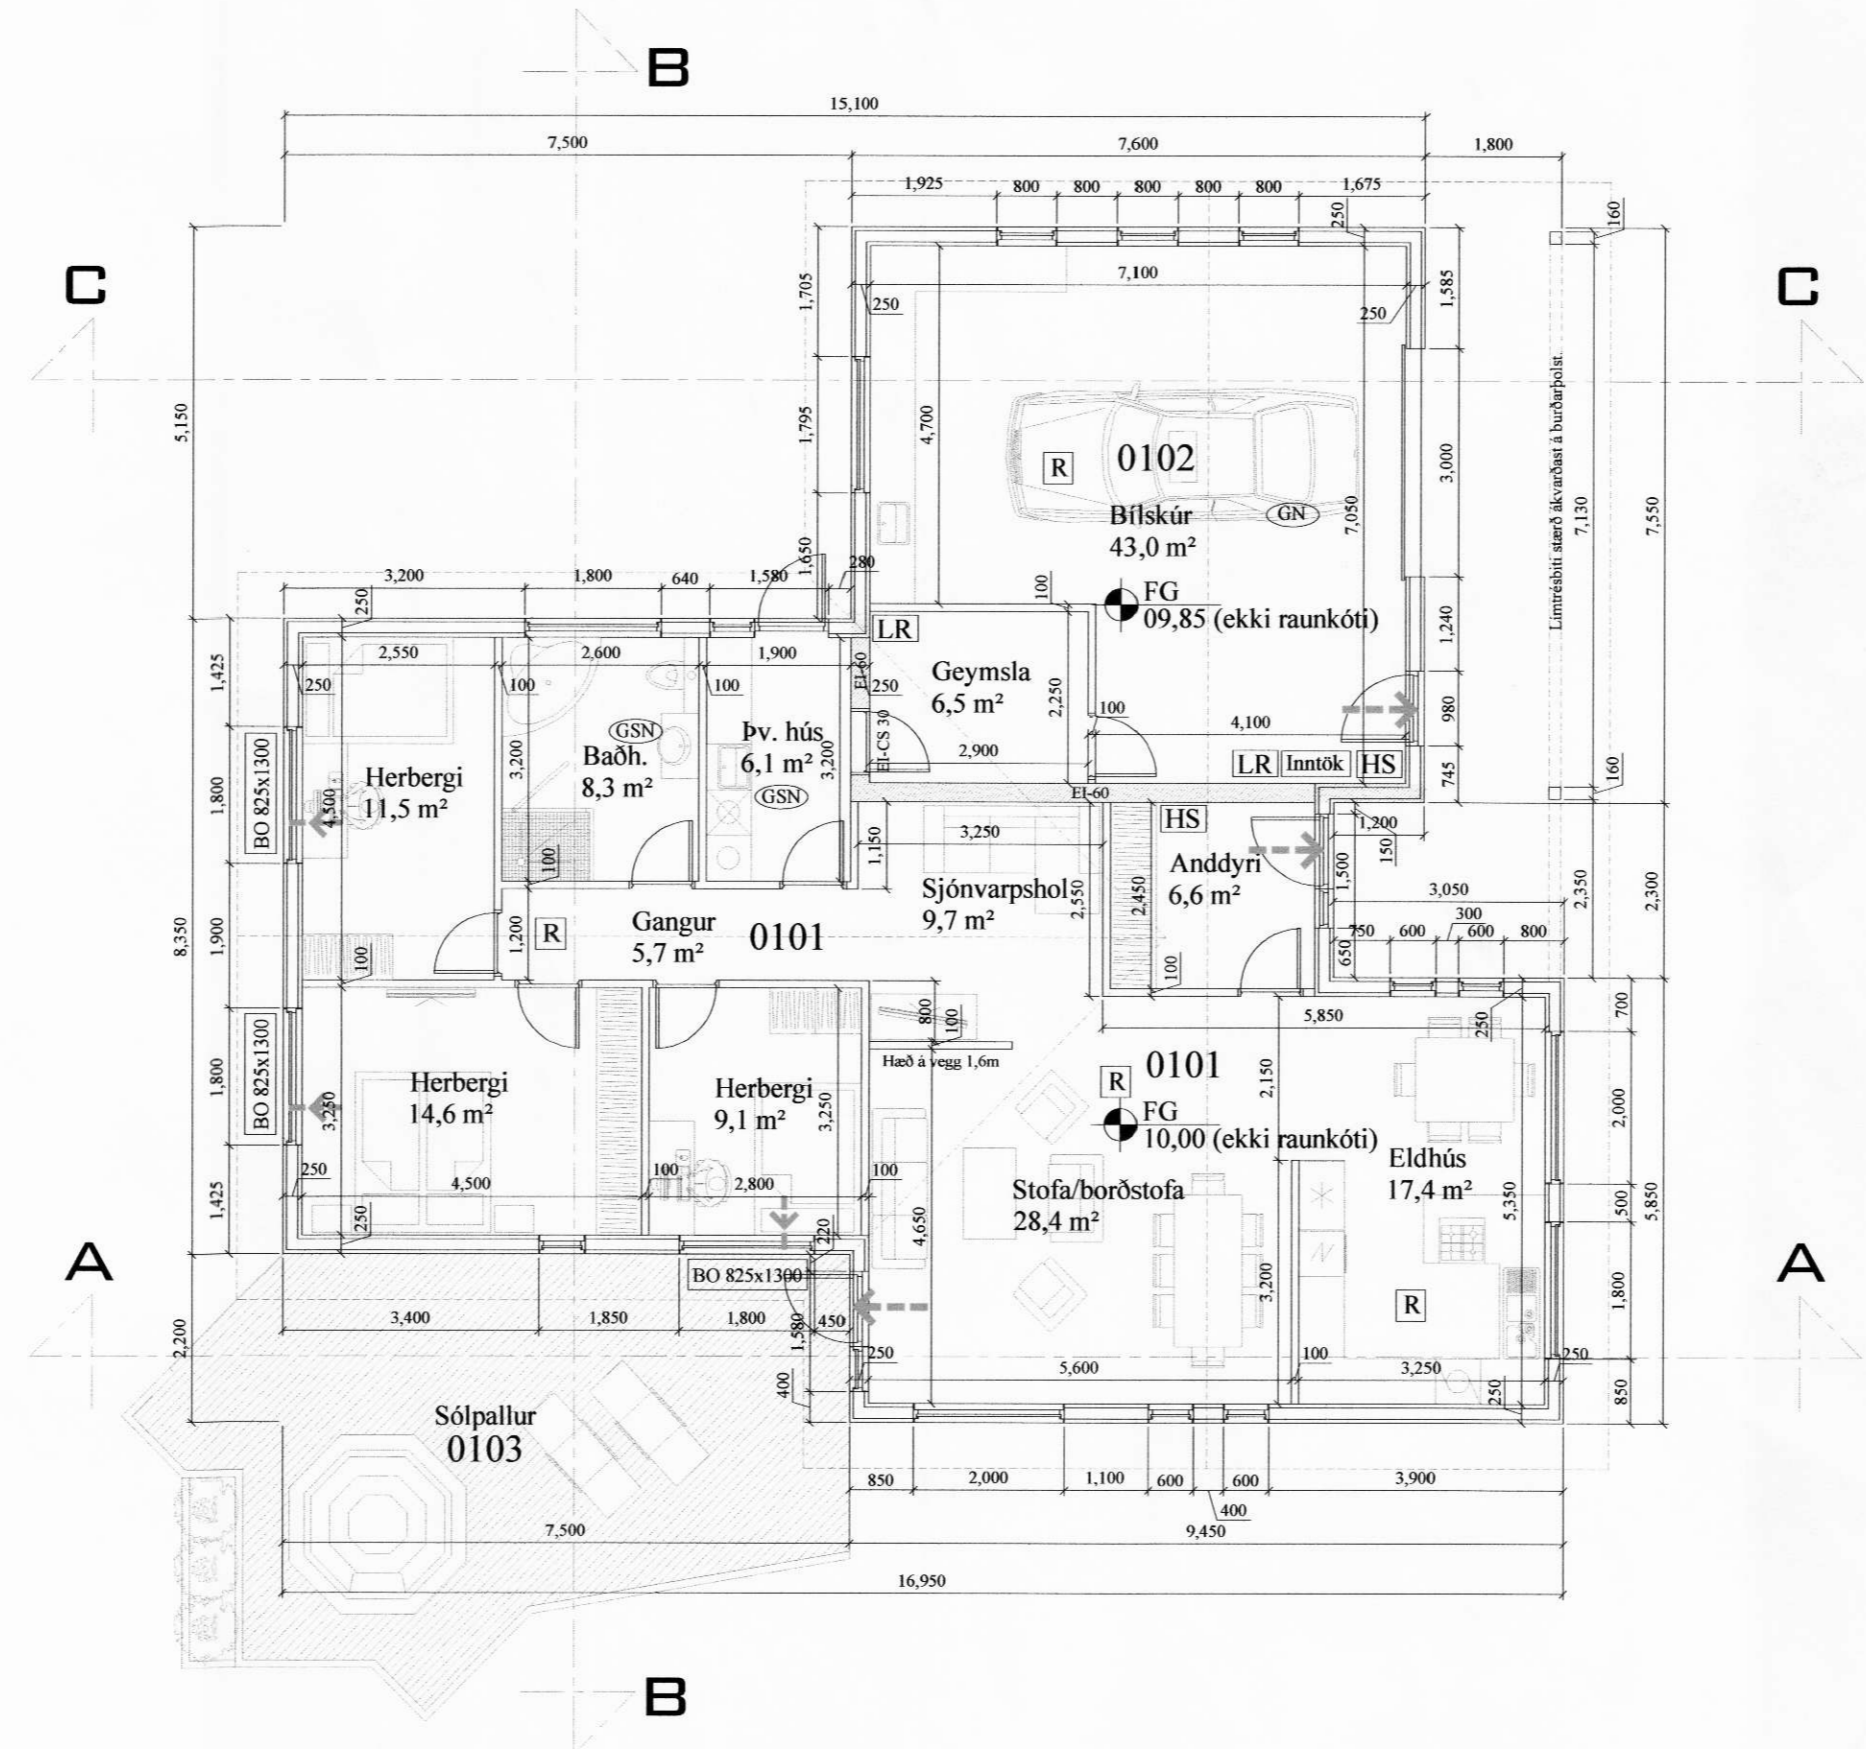 B
15,100
7,500
7,600
1,800
1,925
800
800
800
800
800
1,675
250
160
C
C
7,100
250
250
1,705
1,585
5,150
1,795
4,700
3,000
R
0102
Bílskúr
43,0 m²
GN
7,050
7,130
7,550
Límtrésbiti stærð ákvarðast á burðarþolst.
1,650
280
3,200
1,800
640
1,580
250
100
FG
09,85 (ekki raunkóti)
1,240
LR
2,550
2,600
1,900
EI-60
Geymsla
6,5 m²
2,250
1,425
250
100
100
250
100
4,100
980
GSN
Þv. hús
6,1 m²
Baðh.
8,3 m²
3,200
3,200
GSN
EI-CS 30
2,900
LR
Inntök
HS
745
160
BO 825x1300
1,800
Herbergi
11,5 m²
4,500
EI-60
HS
1,200
150
3,250
1,150
100
Anddyri
6,6 m²
1,500
3,050
2,350
2,300
Sjónvarpshol
9,7 m²
2,550
2,450
300
750
600
600
800
650
8,350
1,900
1,200
R
Gangur
5,7 m²
0101
100
100
800
100
5,850
250
700
Hæð á vegg 1,6m
0101
R
2,150
BO 825x1300
1,800
Herbergi
14,6 m²
3,250
Herbergi
9,1 m²
3,250
FG
10,00 (ekki raunkóti)
2,000
Eldhús
17,4 m²
250
4,500
100
2,800
100
Stofa/borðstofa
28,4 m²
5,350
500
5,850
1,425
250
220
4,650
A
A
BO 825x1300
3,200
R
1,800
3,400
1,850
1,800
450
1,580
2,200
250
5,600
100
3,250
250
400
250
850
Sólpallur
0103
850
2,000
1,100
600
600
3,900
400
7,500
9,450
16,950
B